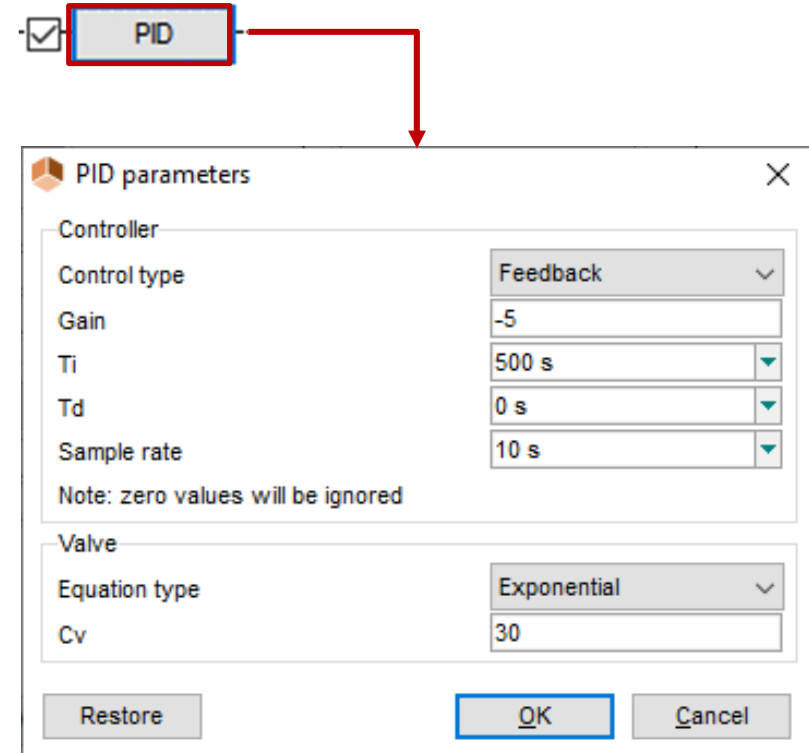 PID
PID parameters
Controller
Control type Feedback
Gain -5
Ti 500 s
Td 0 s
Sample rate 10 s
Note: zero values will be ignored
Valve
Equation type Exponential
Cv 30
Restore OK Cancel